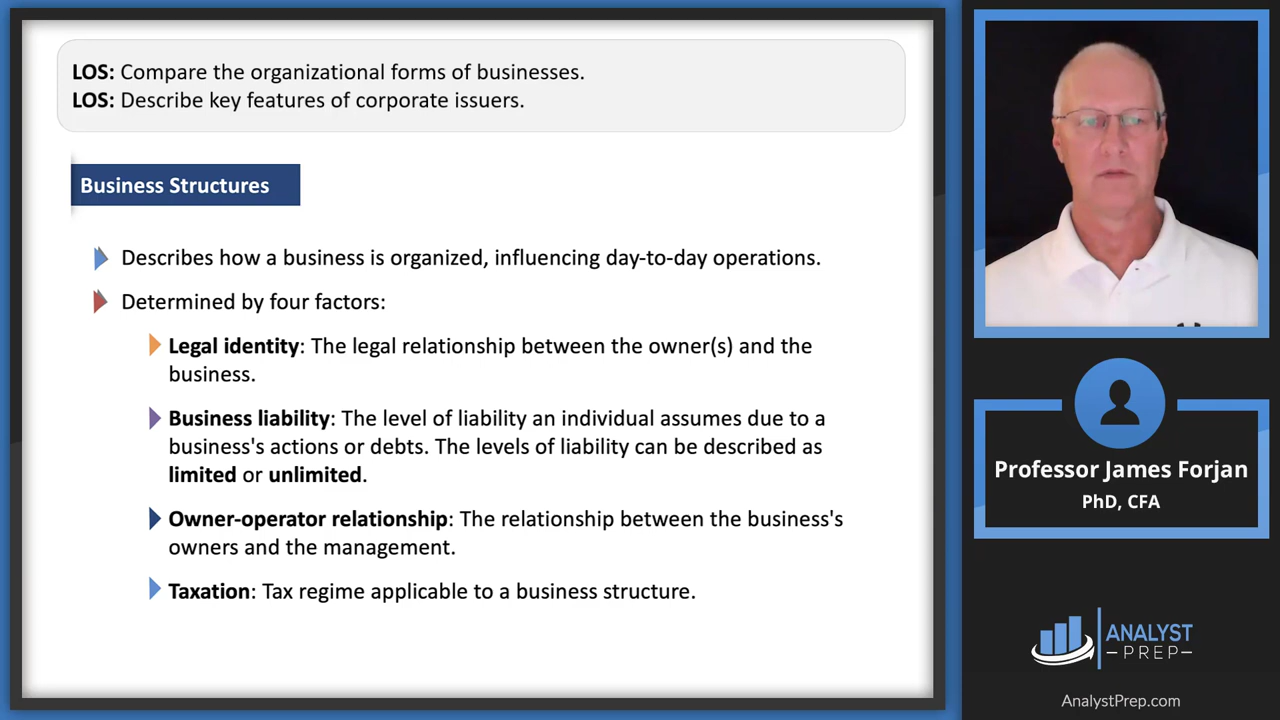 LOS: Compare the organizational forms of businesses.
LOS: Describe key features of corporate issuers.
Business Structures
Describes how a business is organized, influencing day-to-day operations.
Determined by four factors:
Legal identity: The legal relationship between the owner(s) and the
business.
Business liability: The level of liability an individual assumes due to a
business's actions or debts. The levels of liability can be described as
limited or unlimited.
Owner-operator relationship: The relationship between the business's
owners and the management.
Taxation: Tax regime applicable to a business structure.
Professor James Forjan
PhD, CFA
ANALYST
PREP
AnalystPrep.com